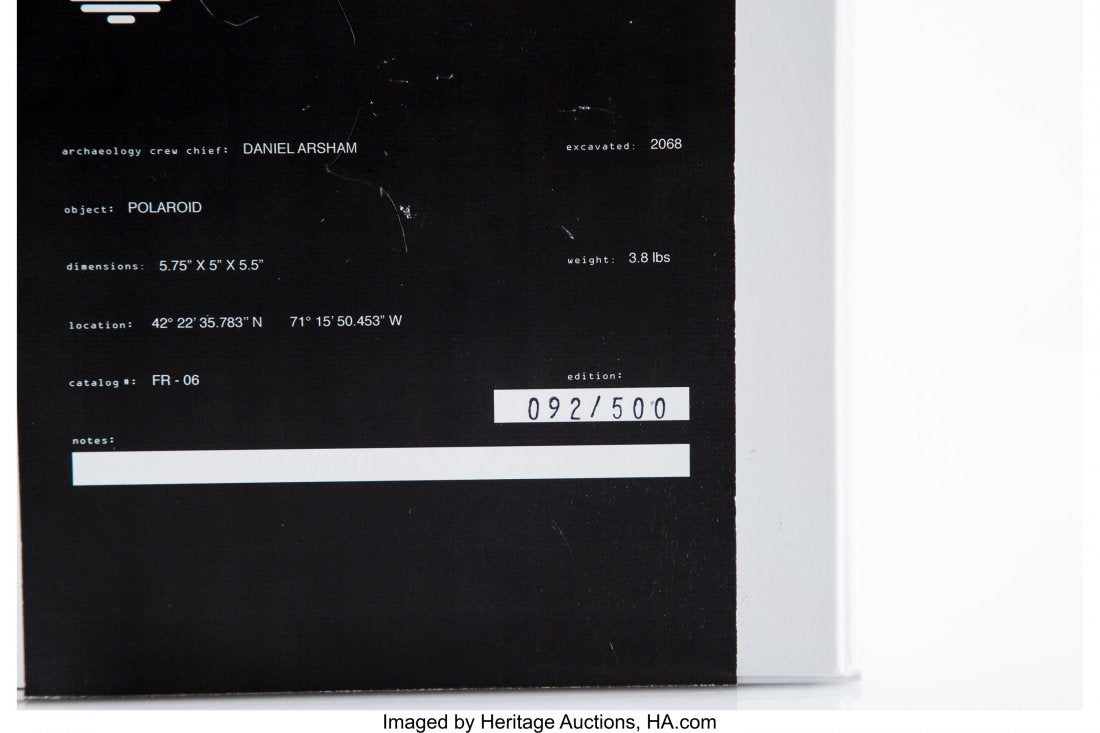 archaeology crew chief: DANIEL ARSHAM excavated: 2068
object: POLAROID
dimensions: 5.75” X 5” X 5.5” weight: 3.8 lbs
location: 42° 22’ 35.783’’ N 71° 15’ 50.453” W
catalog #: FR - 06 edition:
092/500
notes:
Imaged by Heritage Auctions, HA.com